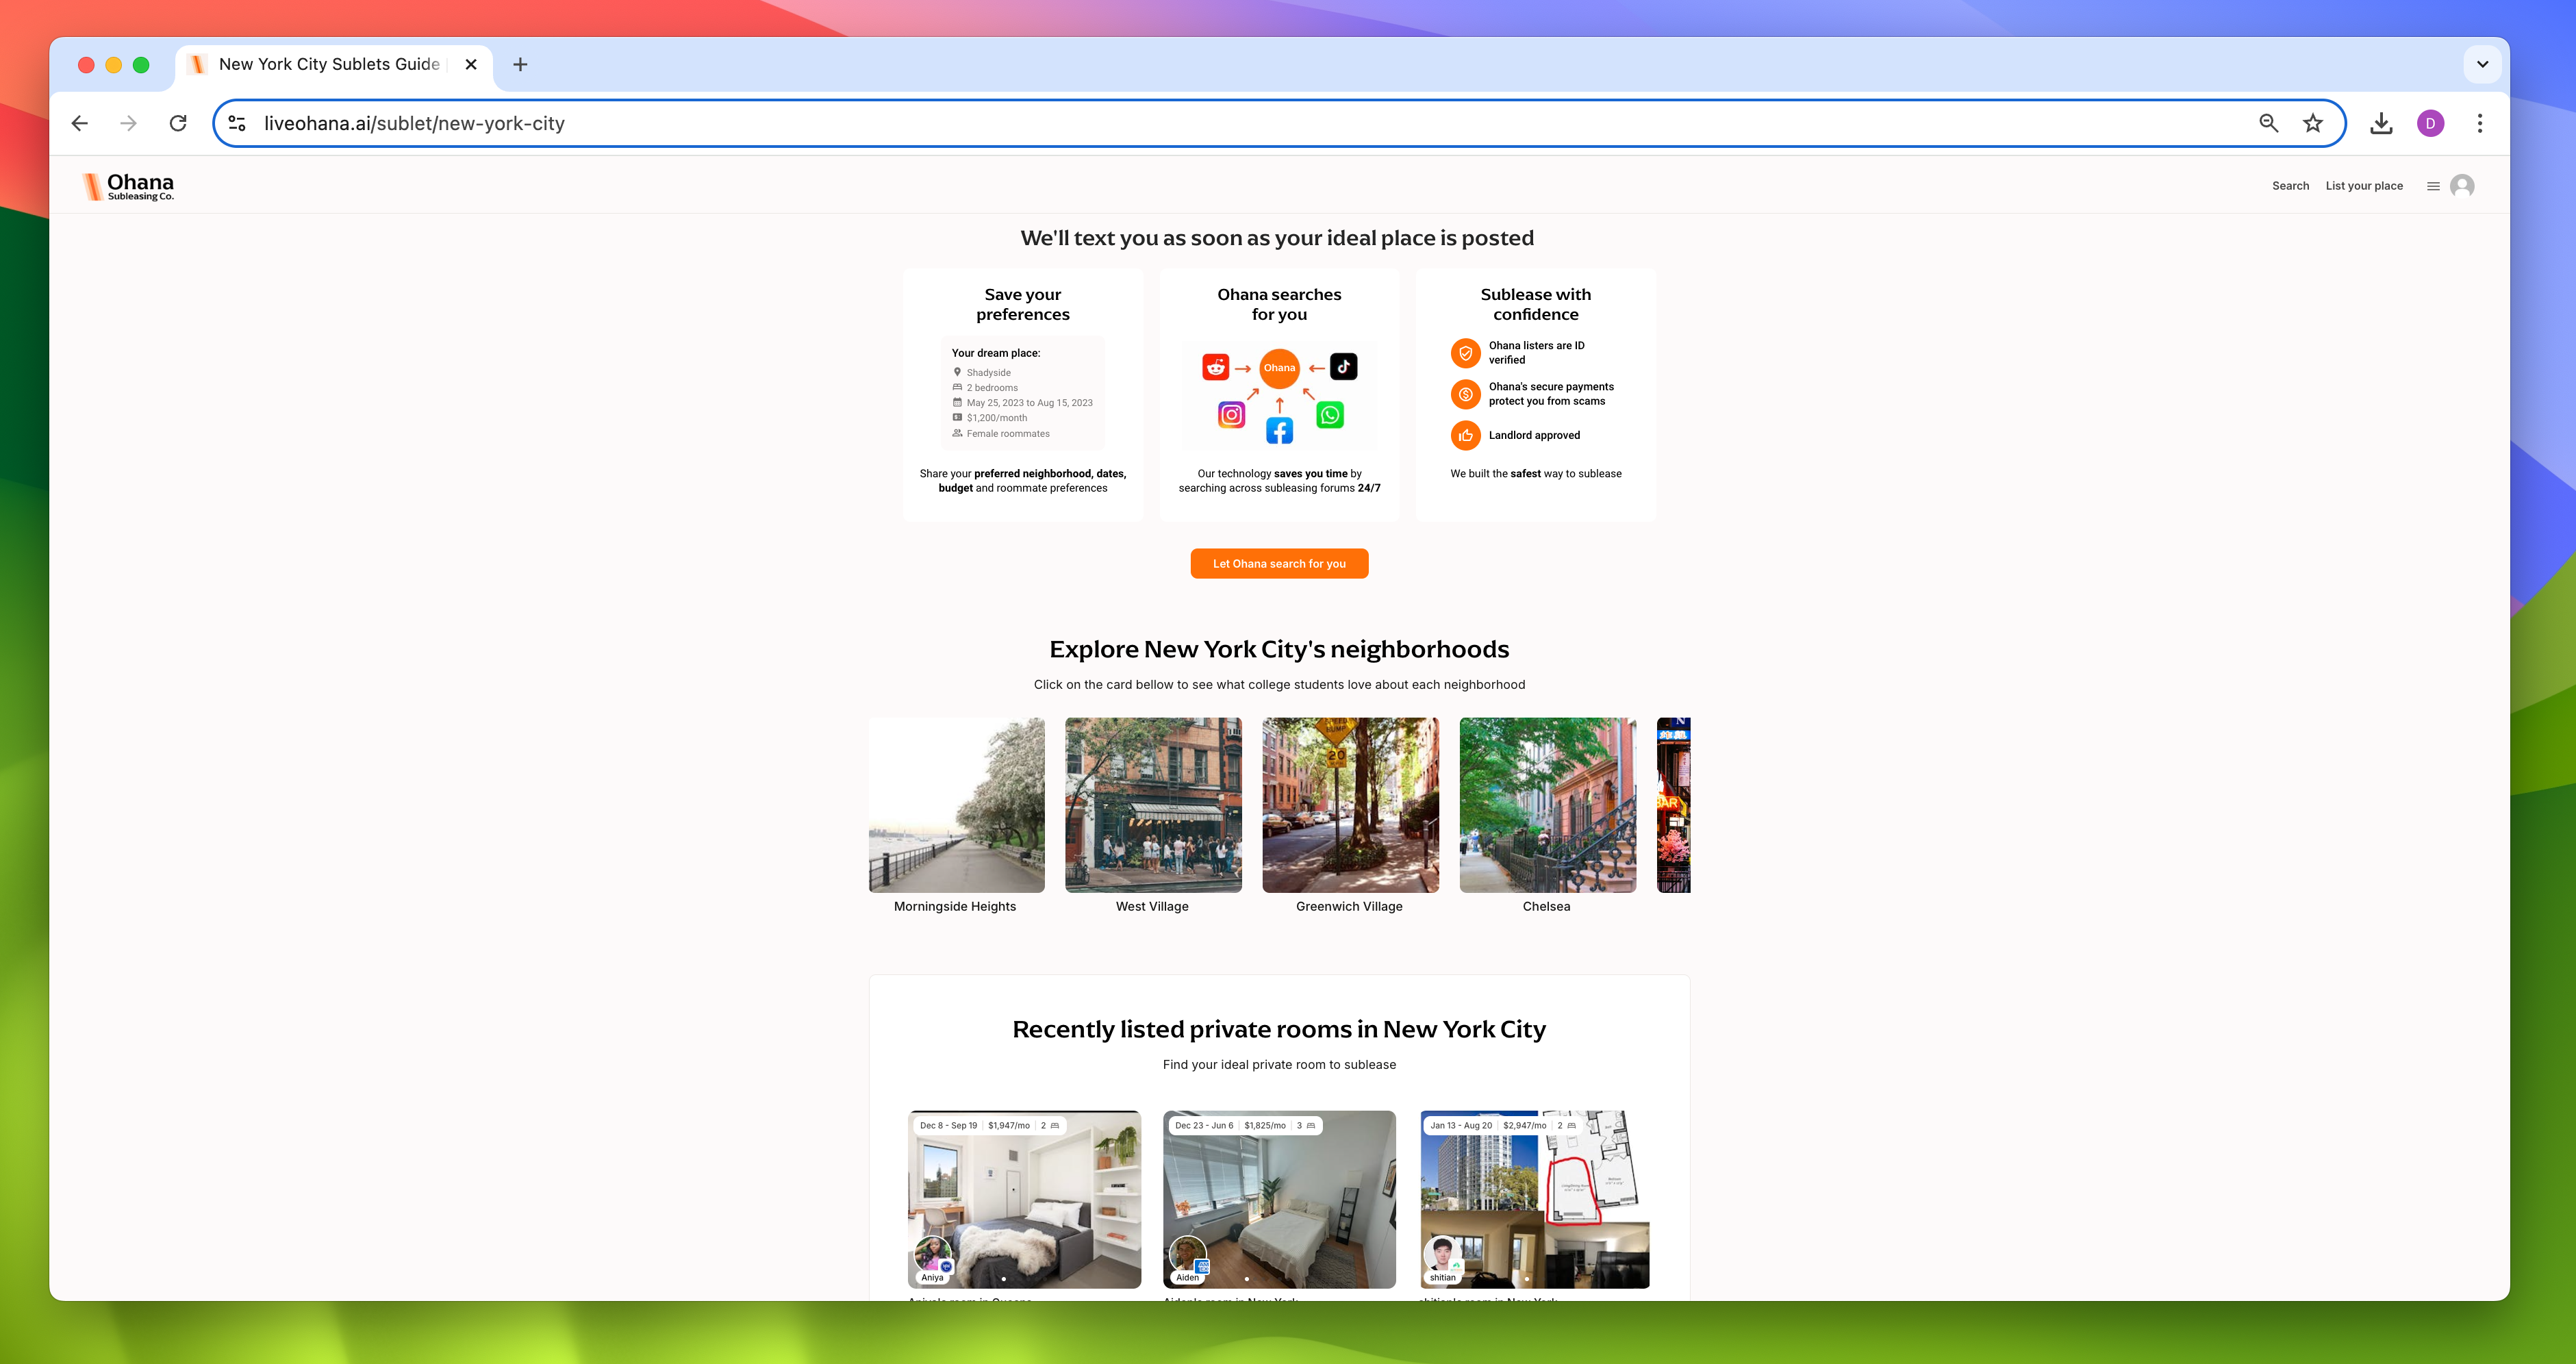 New York City Sublets Guide
liveohana.ai/sublet/new-york-city
D
Ohana
Subleasing Co.
Search
List your place
We'll text you as soon as your ideal place is posted
Save your
preferences
Your dream place:
Shadyside
2 bedrooms
May 25, 2023 to Aug 15, 2023
$1,200/month
Female roommates
Share your preferred neighborhood, dates,
budget and roommate preferences
Ohana searches
for you
Ohana
Our technology saves you time by
searching across subleasing forums 24/7
Sublease with
confidence
Ohana listers are ID
verified
Ohana's secure payments
protect you from scams
Landlord approved
We built the safest way to sublease
Let Ohana search for you
Explore New York City's neighborhoods
Click on the card bellow to see what college students love about each neighborhood
HUMP
20
N
BAR
Morningside Heights
West Village
Greenwich Village
Chelsea
Recently listed private rooms in New York City
Find your ideal private room to sublease
Dec 8 - Sep 19 | $1,947/mo | 2
Dec 23 - Jun 6 | $1,825/mo | 3
Jan 13 - Aug 20 | $2,947/mo | 2
Aniya
Aiden
shitian